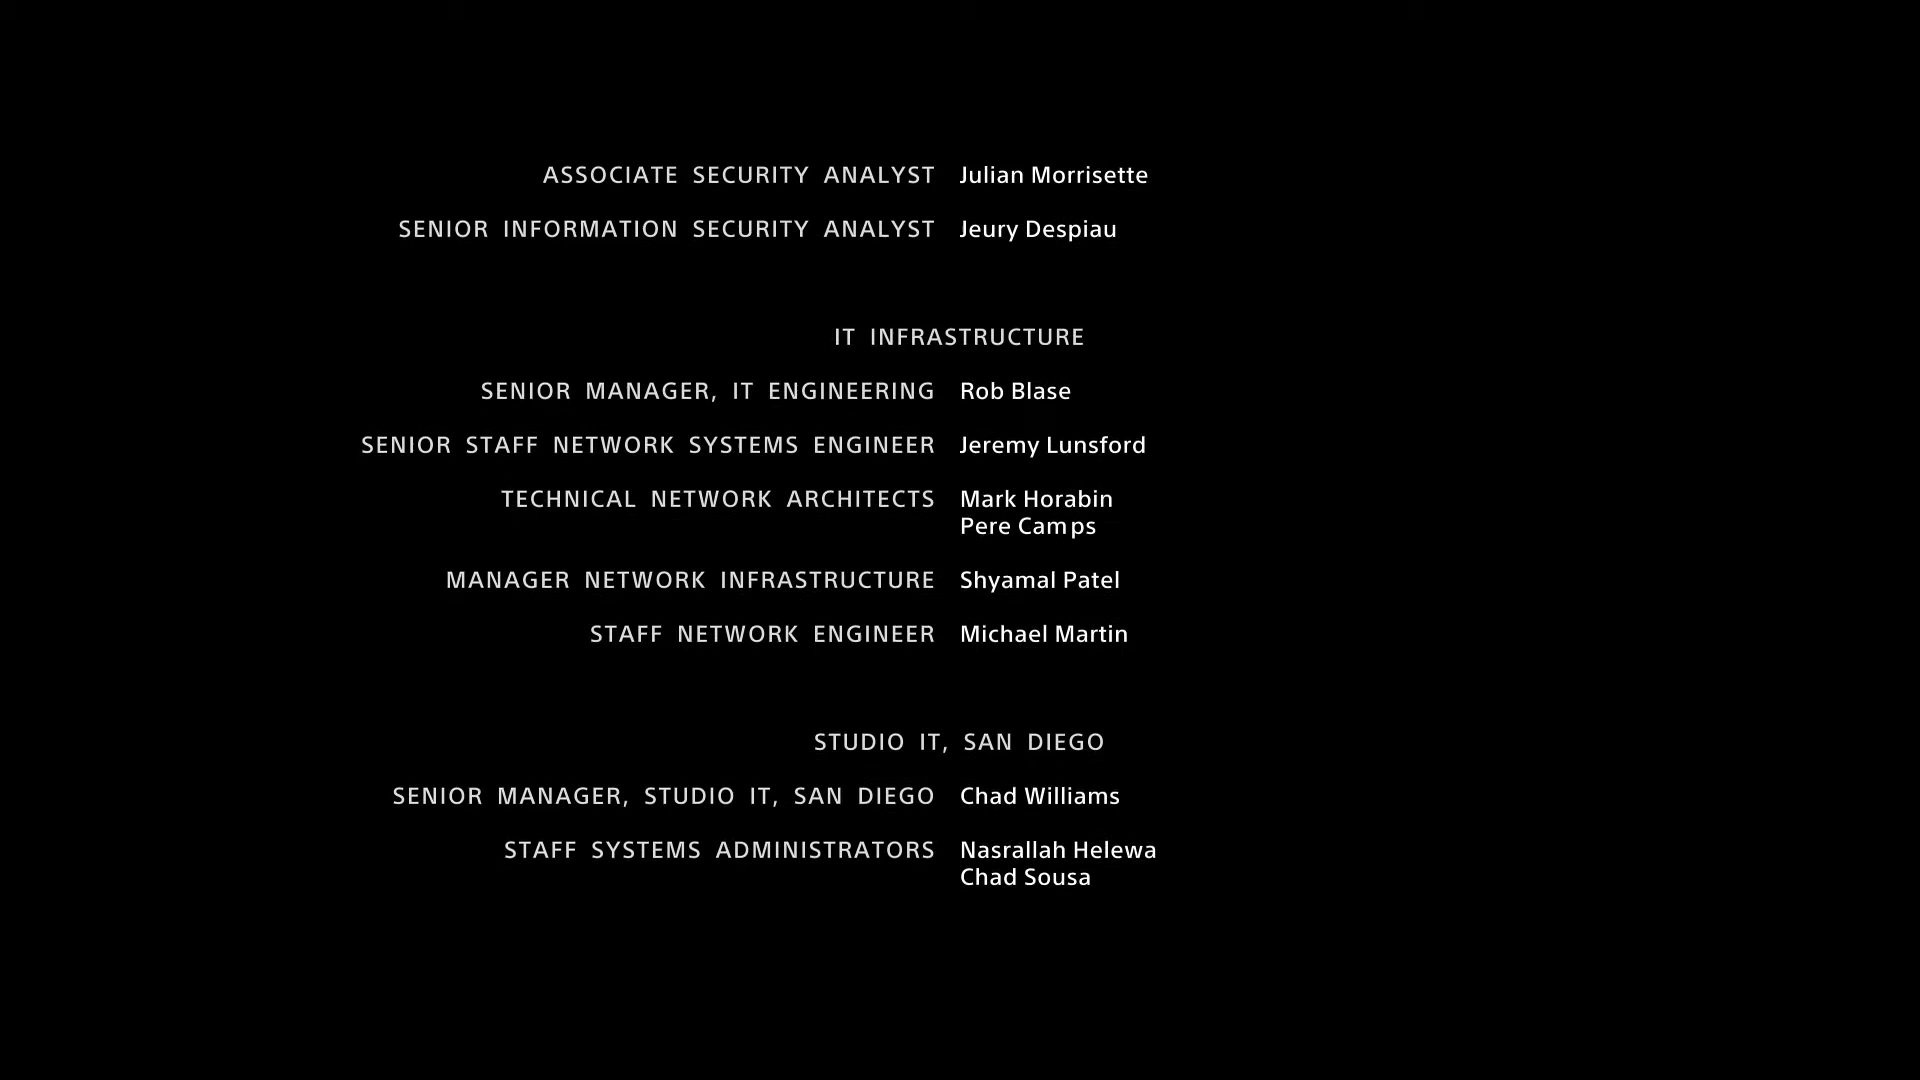 ASSOCIATE SECURITY ANALYST Julian Morrisette
SENIOR INFORMATION SECURITY ANALYST Jeury Despiau
IT INFRASTRUCTURE
SENIOR MANAGER, IT ENGINEERING Rob Blase
SENIOR STAFF NETWORK SYSTEMS ENGINEER Jeremy Lunsford
TECHNICAL NETWORK ARCHITECTS Mark Horabin
Pere Camps
MANAGER NETWORK INFRASTRUCTURE Shyamal Patel
STAFF NETWORK ENGINEER Michael Martin
STUDIO IT, SAN DIEGO
SENIOR MANAGER, STUDIO IT, SAN DIEGO Chad Williams
STAFF SYSTEMS ADMINISTRATORS Nasrallah Helewa
Chad Sousa